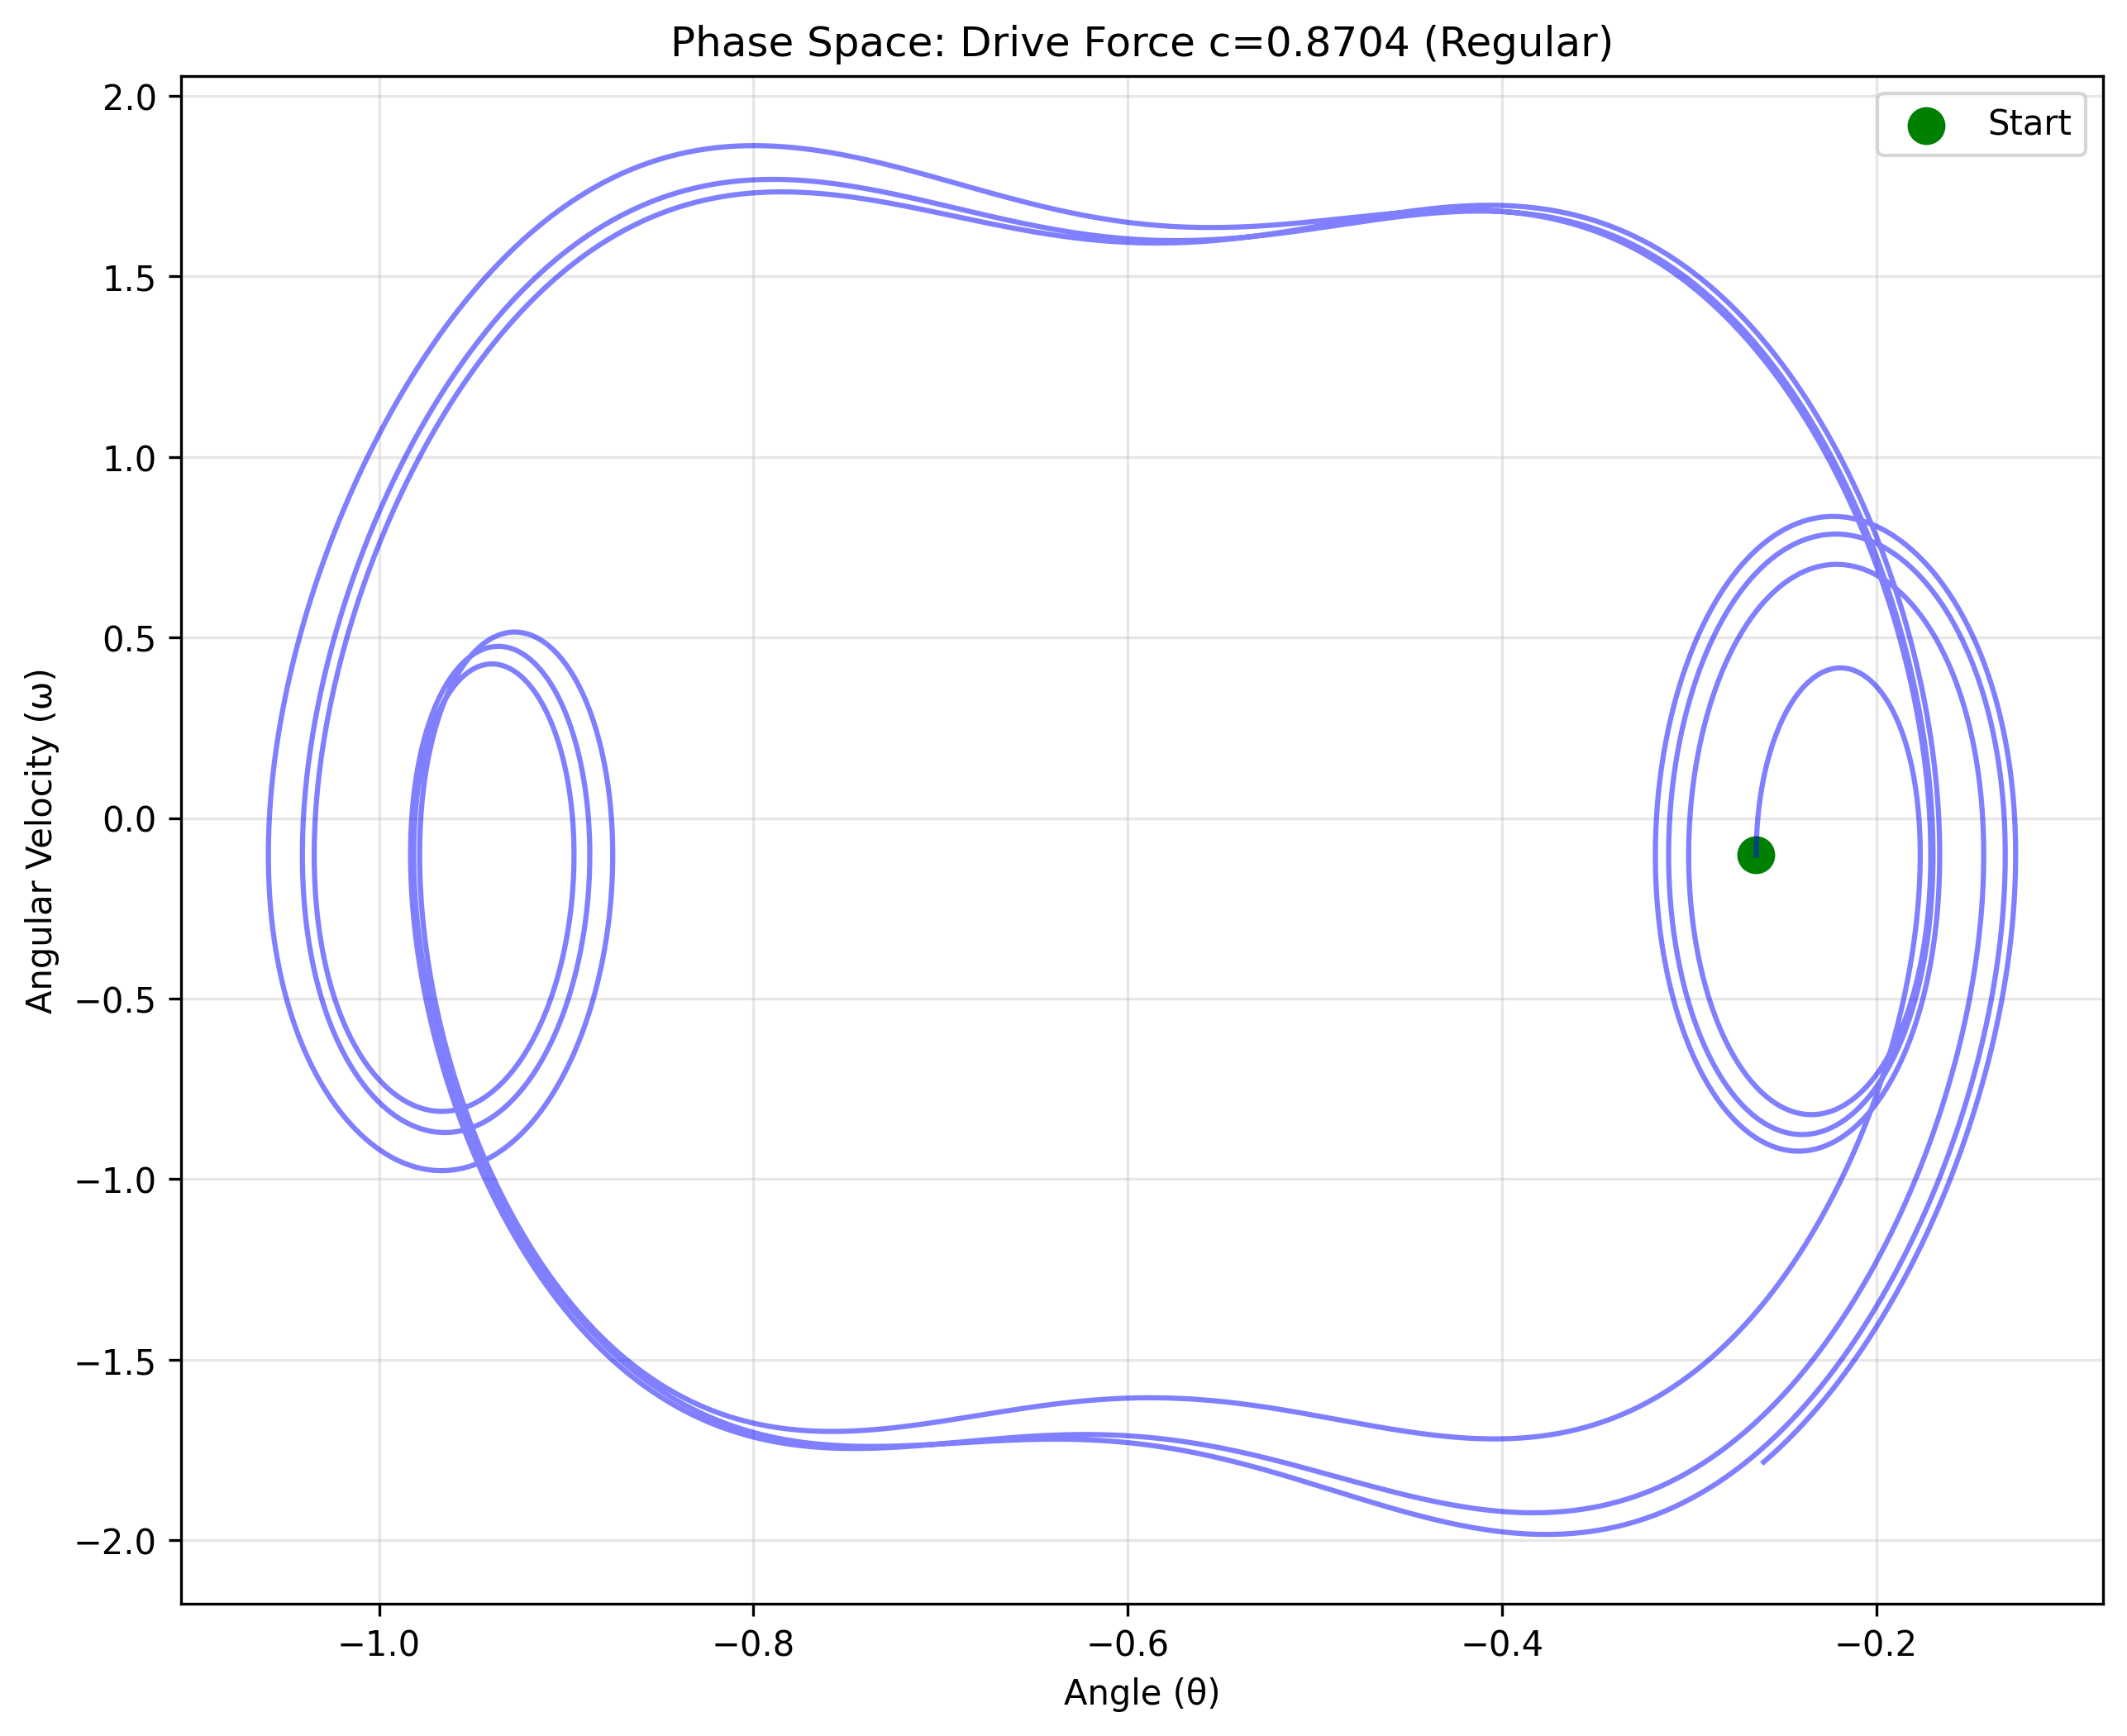 Phase Space: Drive Force c=0.8704 (Regular)
Start
2.0
1.5
1.0
0.5
0.0
−0.5
−1.0
−1.5
−2.0
Angular Velocity (ω)
−1.0 −0.8 −0.6 −0.4 −0.2
Angle (θ)